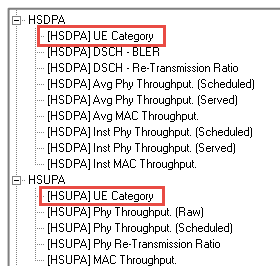 HSDPA
[HSDPA] UE Category
[HSDPA] DSCH - BLER
[HSDPA] DSCH - Re-Transmission Ratio
[HSDPA] Avg Phy Throughput. (Scheduled)
[HSDPA] Avg Phy Throughput. (Served)
[HSDPA] Avg MAC Throughput.
[HSDPA] Inst Phy Throughput. (Scheduled)
[HSDPA] Inst Phy Throughput. (Served)
[HSDPA] Inst MAC Throughput.
HSUPA
[HSUPA] UE Category
[HSUPA] Phy Throughput. (Raw)
[HSUPA] Phy Throughput. (Scheduled)
[HSUPA] Phy Re-Transmission Ratio
[HSUPA] MAC Throughput.